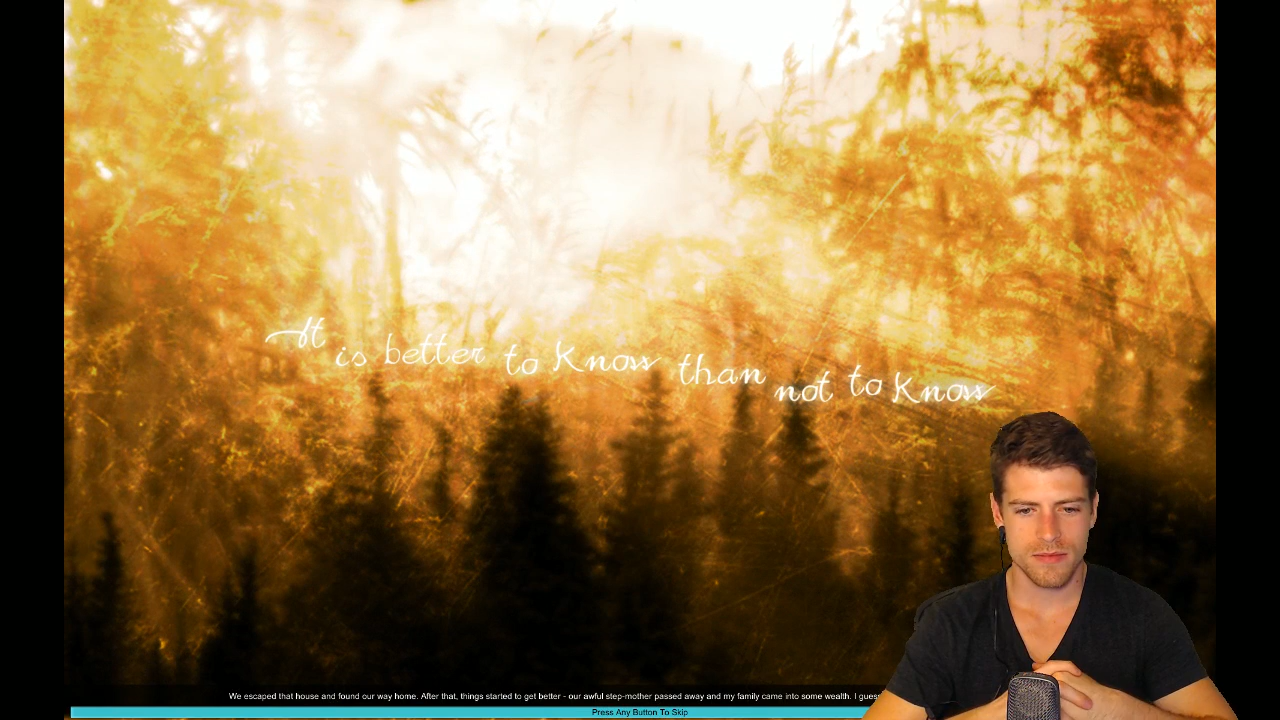 It is better to know than not to know
We escaped that house and found our way home. After that, things started to get better - our awful step-mother passed away and my family came into some wealth. I guess
Press Any Button To Skip